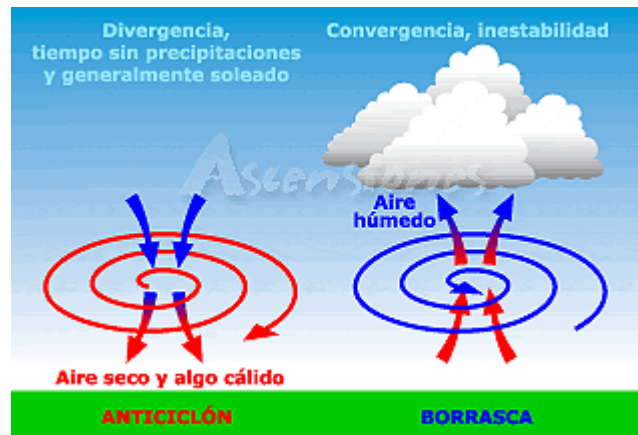 Divergencia,
tiempo sin precipitaciones
y generalmente soleado
Convergencia, inestabilidad
Ascensiones
Aire
húmedo
Aire seco y algo cálido
ANTICICLÓN
BORRASCA